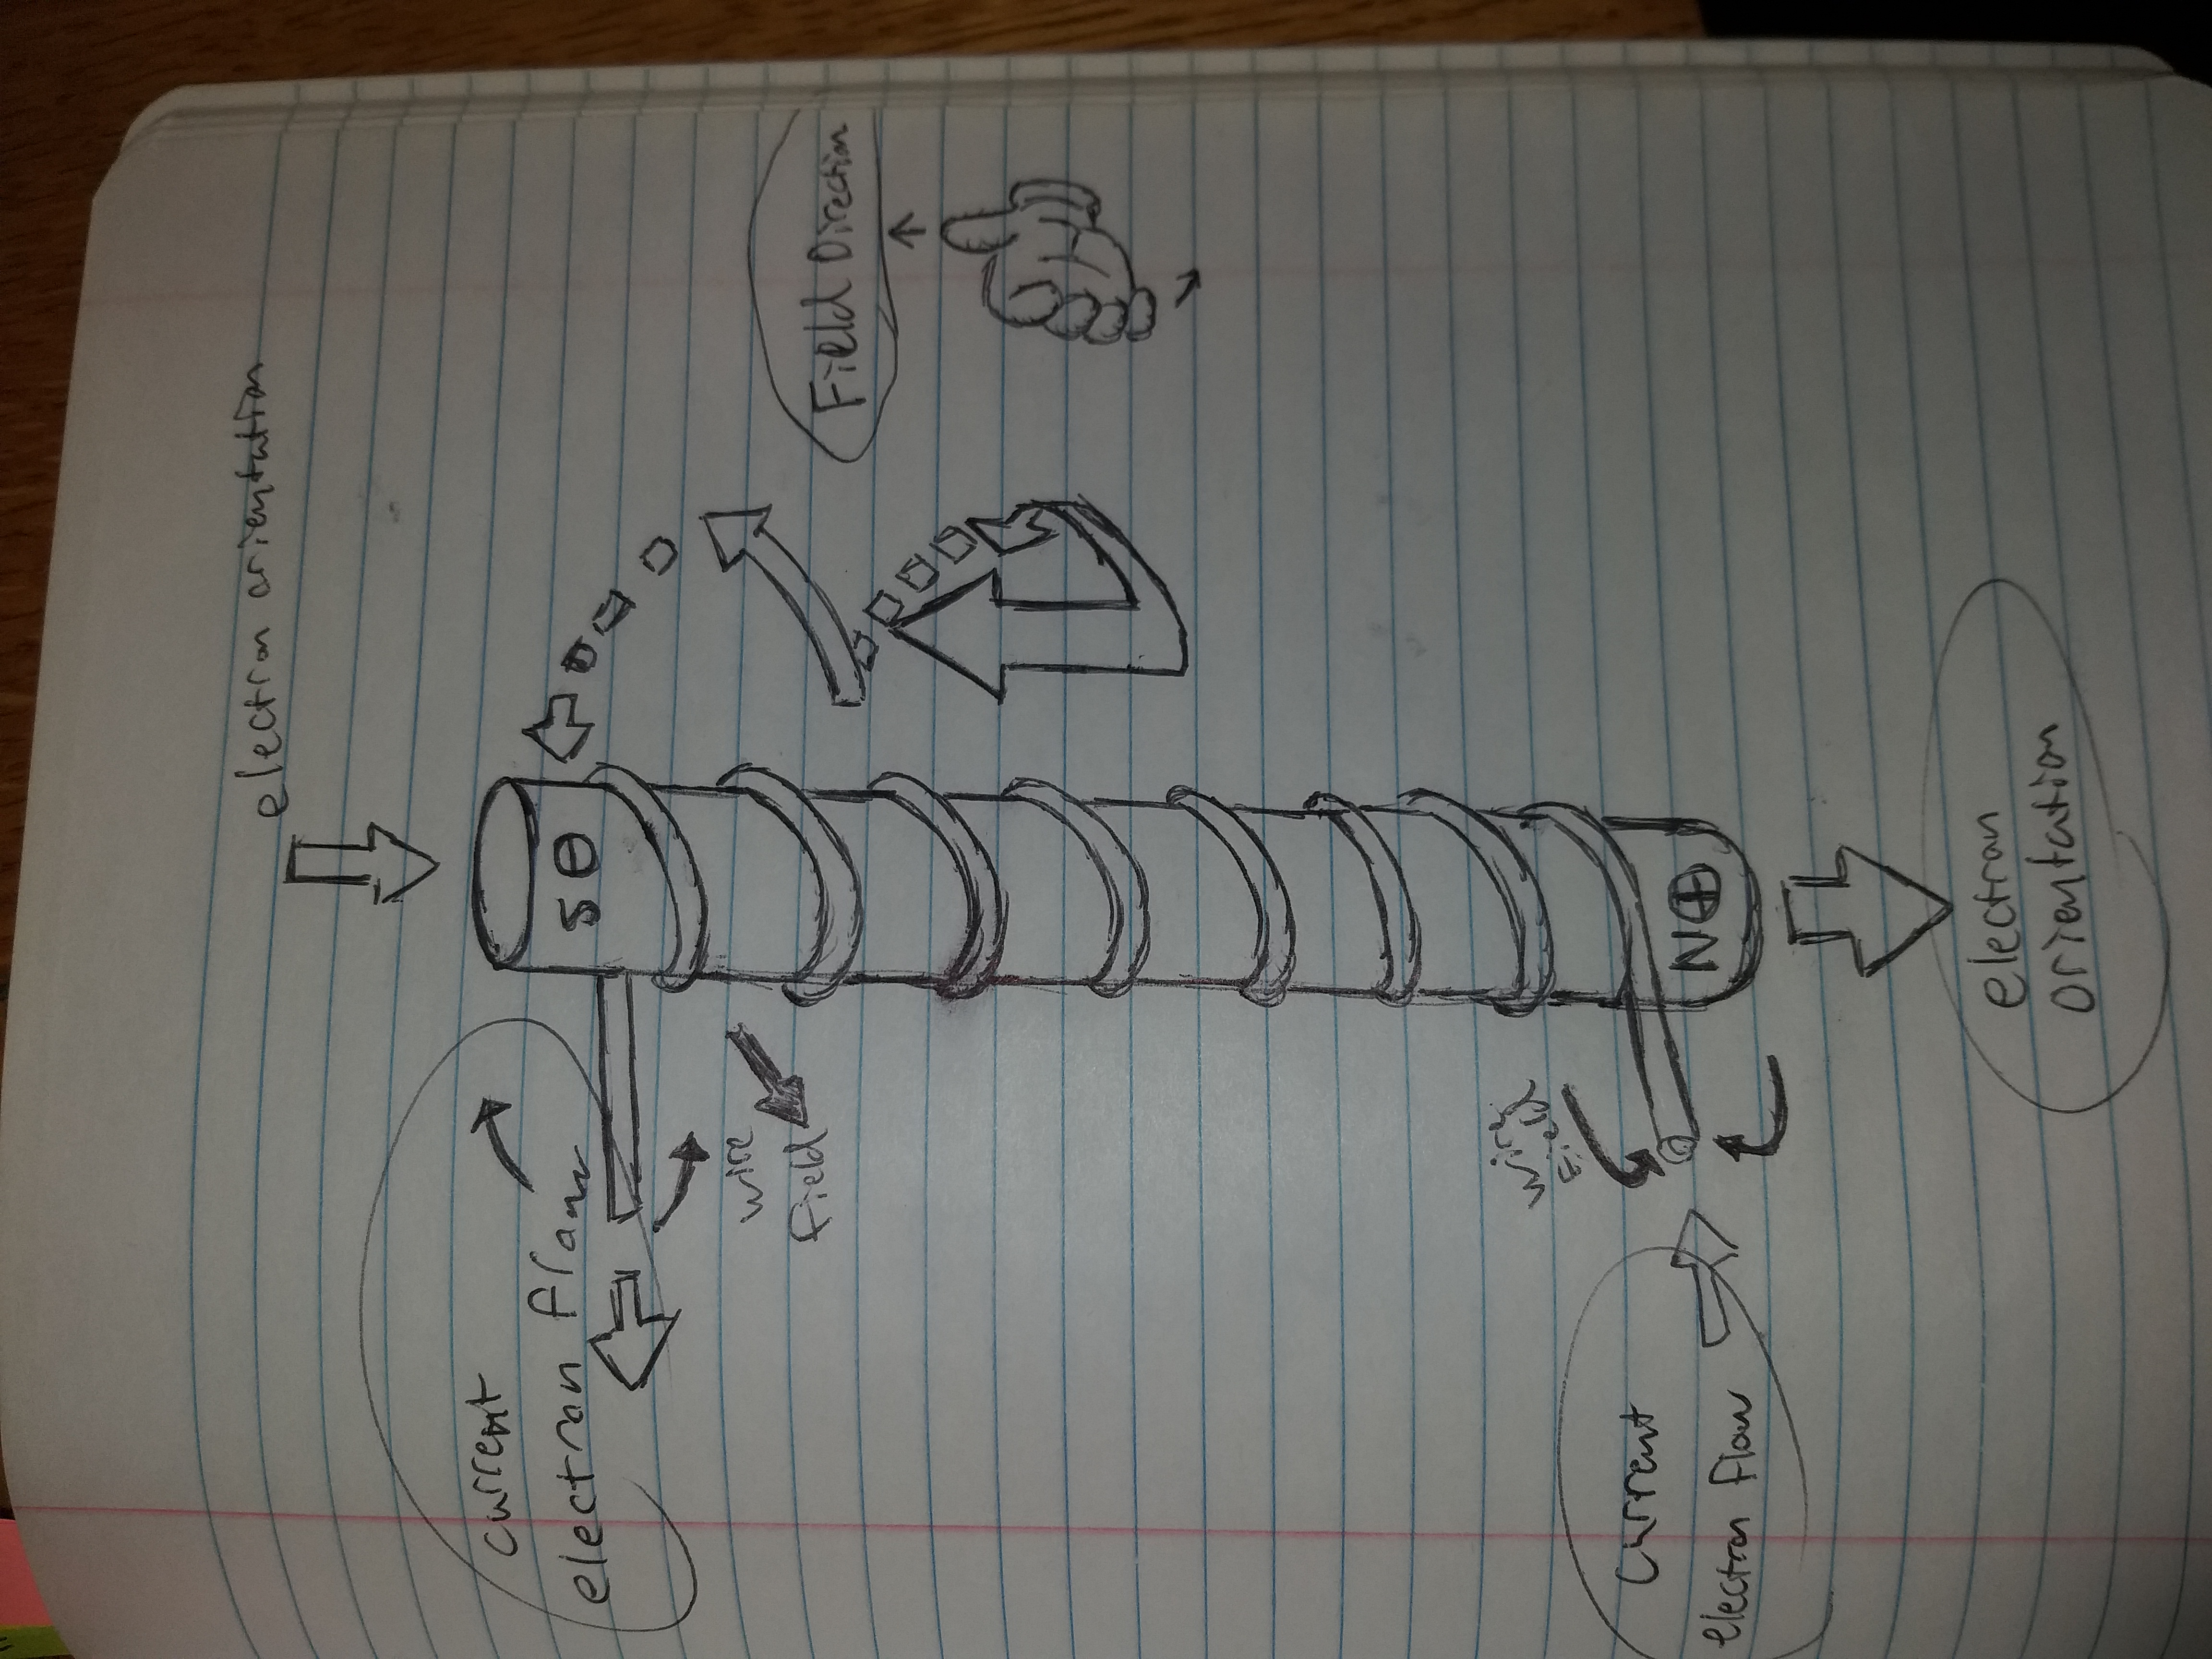 electron orientation
current
electron flow
S ⊖
wire
field
Field Direction
wire
Field
Current
electron flow
N ⊕
electron
orientation